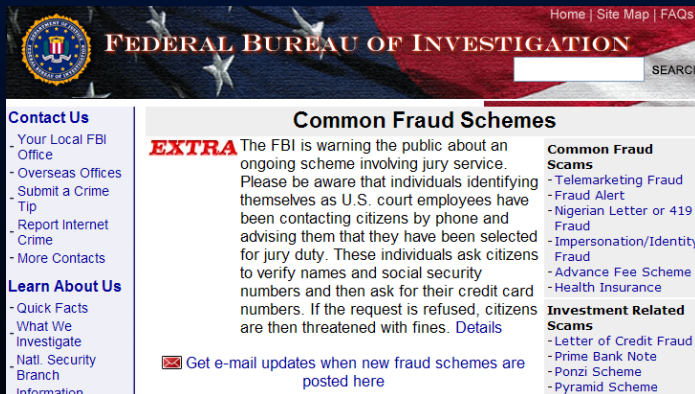 Home | Site Map | FAQs
FEDERAL BUREAU OF INVESTIGATION
SEARCH
Contact Us
- Your Local FBI
Office
- Overseas Offices
- Submit a Crime
Tip
- Report Internet
Crime
- More Contacts
Learn About Us
- Quick Facts
- What We
Investigate
- Natl. Security
Branch
Information
Common Fraud Schemes
EXTRA The FBI is warning the public about an
ongoing scheme involving jury service.
Please be aware that individuals identifying
themselves as U.S. court employees have
been contacting citizens by phone and
advising them that they have been selected
for jury duty. These individuals ask citizens
to verify names and social security
numbers and then ask for their credit card
numbers. If the request is refused, citizens
are then threatened with fines. Details
Get e-mail updates when new fraud schemes are
posted here
Common Fraud
Scams
- Telemarketing Fraud
- Fraud Alert
- Nigerian Letter or 419
Fraud
- Impersonation/Identity
Fraud
- Advance Fee Scheme
- Health Insurance
Investment Related
Scams
- Letter of Credit Fraud
- Prime Bank Note
- Ponzi Scheme
- Pyramid Scheme